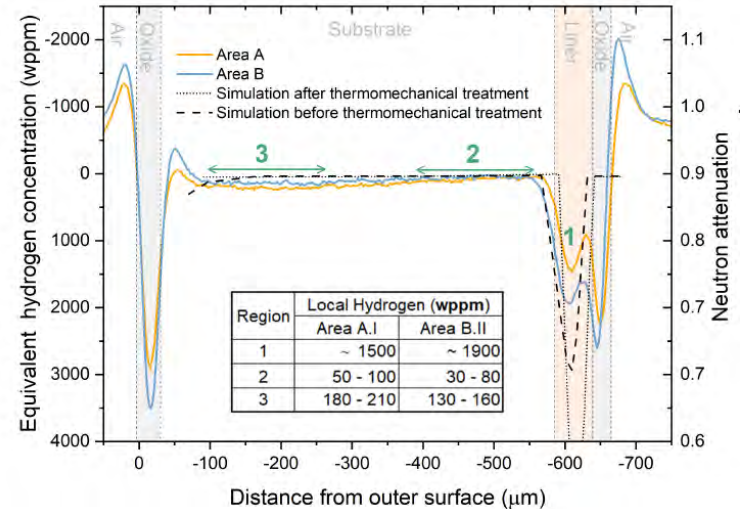 Air
Oxide
Substrate
Liner
Oxide
Air
Area A
Area B
Simulation after thermomechanical treatment
Simulation before thermomechanical treatment
3
2
1
Region
Local Hydrogen (wppm)
Area A.I
Area B.II
1
~ 1500
~ 1900
2
50 - 100
30 - 80
3
180 - 210
130 - 160
Equivalent hydrogen concentration (wppm)
-2000
-1000
0
1000
2000
3000
4000
Neutron attenuation
1.1
1.0
0.9
0.8
0.7
0.7
0.6
0
-100
-200
-300
-400
-500
-600
-700
Distance from outer surface (μm)